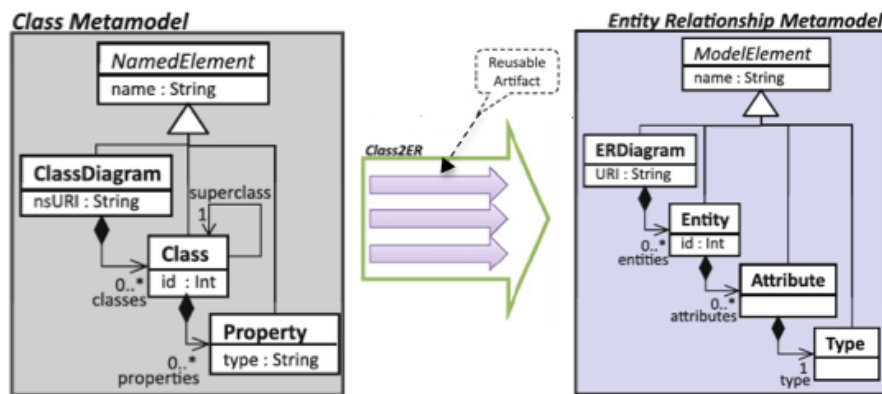 Class Metamodel
NamedElement
name : String
ClassDiagram
nsURI : String
superclass
1
Class
id : Int
0..*
classes
Property
type : String
0..*
properties
Reusable
Artifact
Class2ER
Entity Relationship Metamodel
ModelElement
name : String
ERDiagram
URI : String
Entity
id : Int
0..*
entities
Attribute
0..*
attributes
Type
1
type